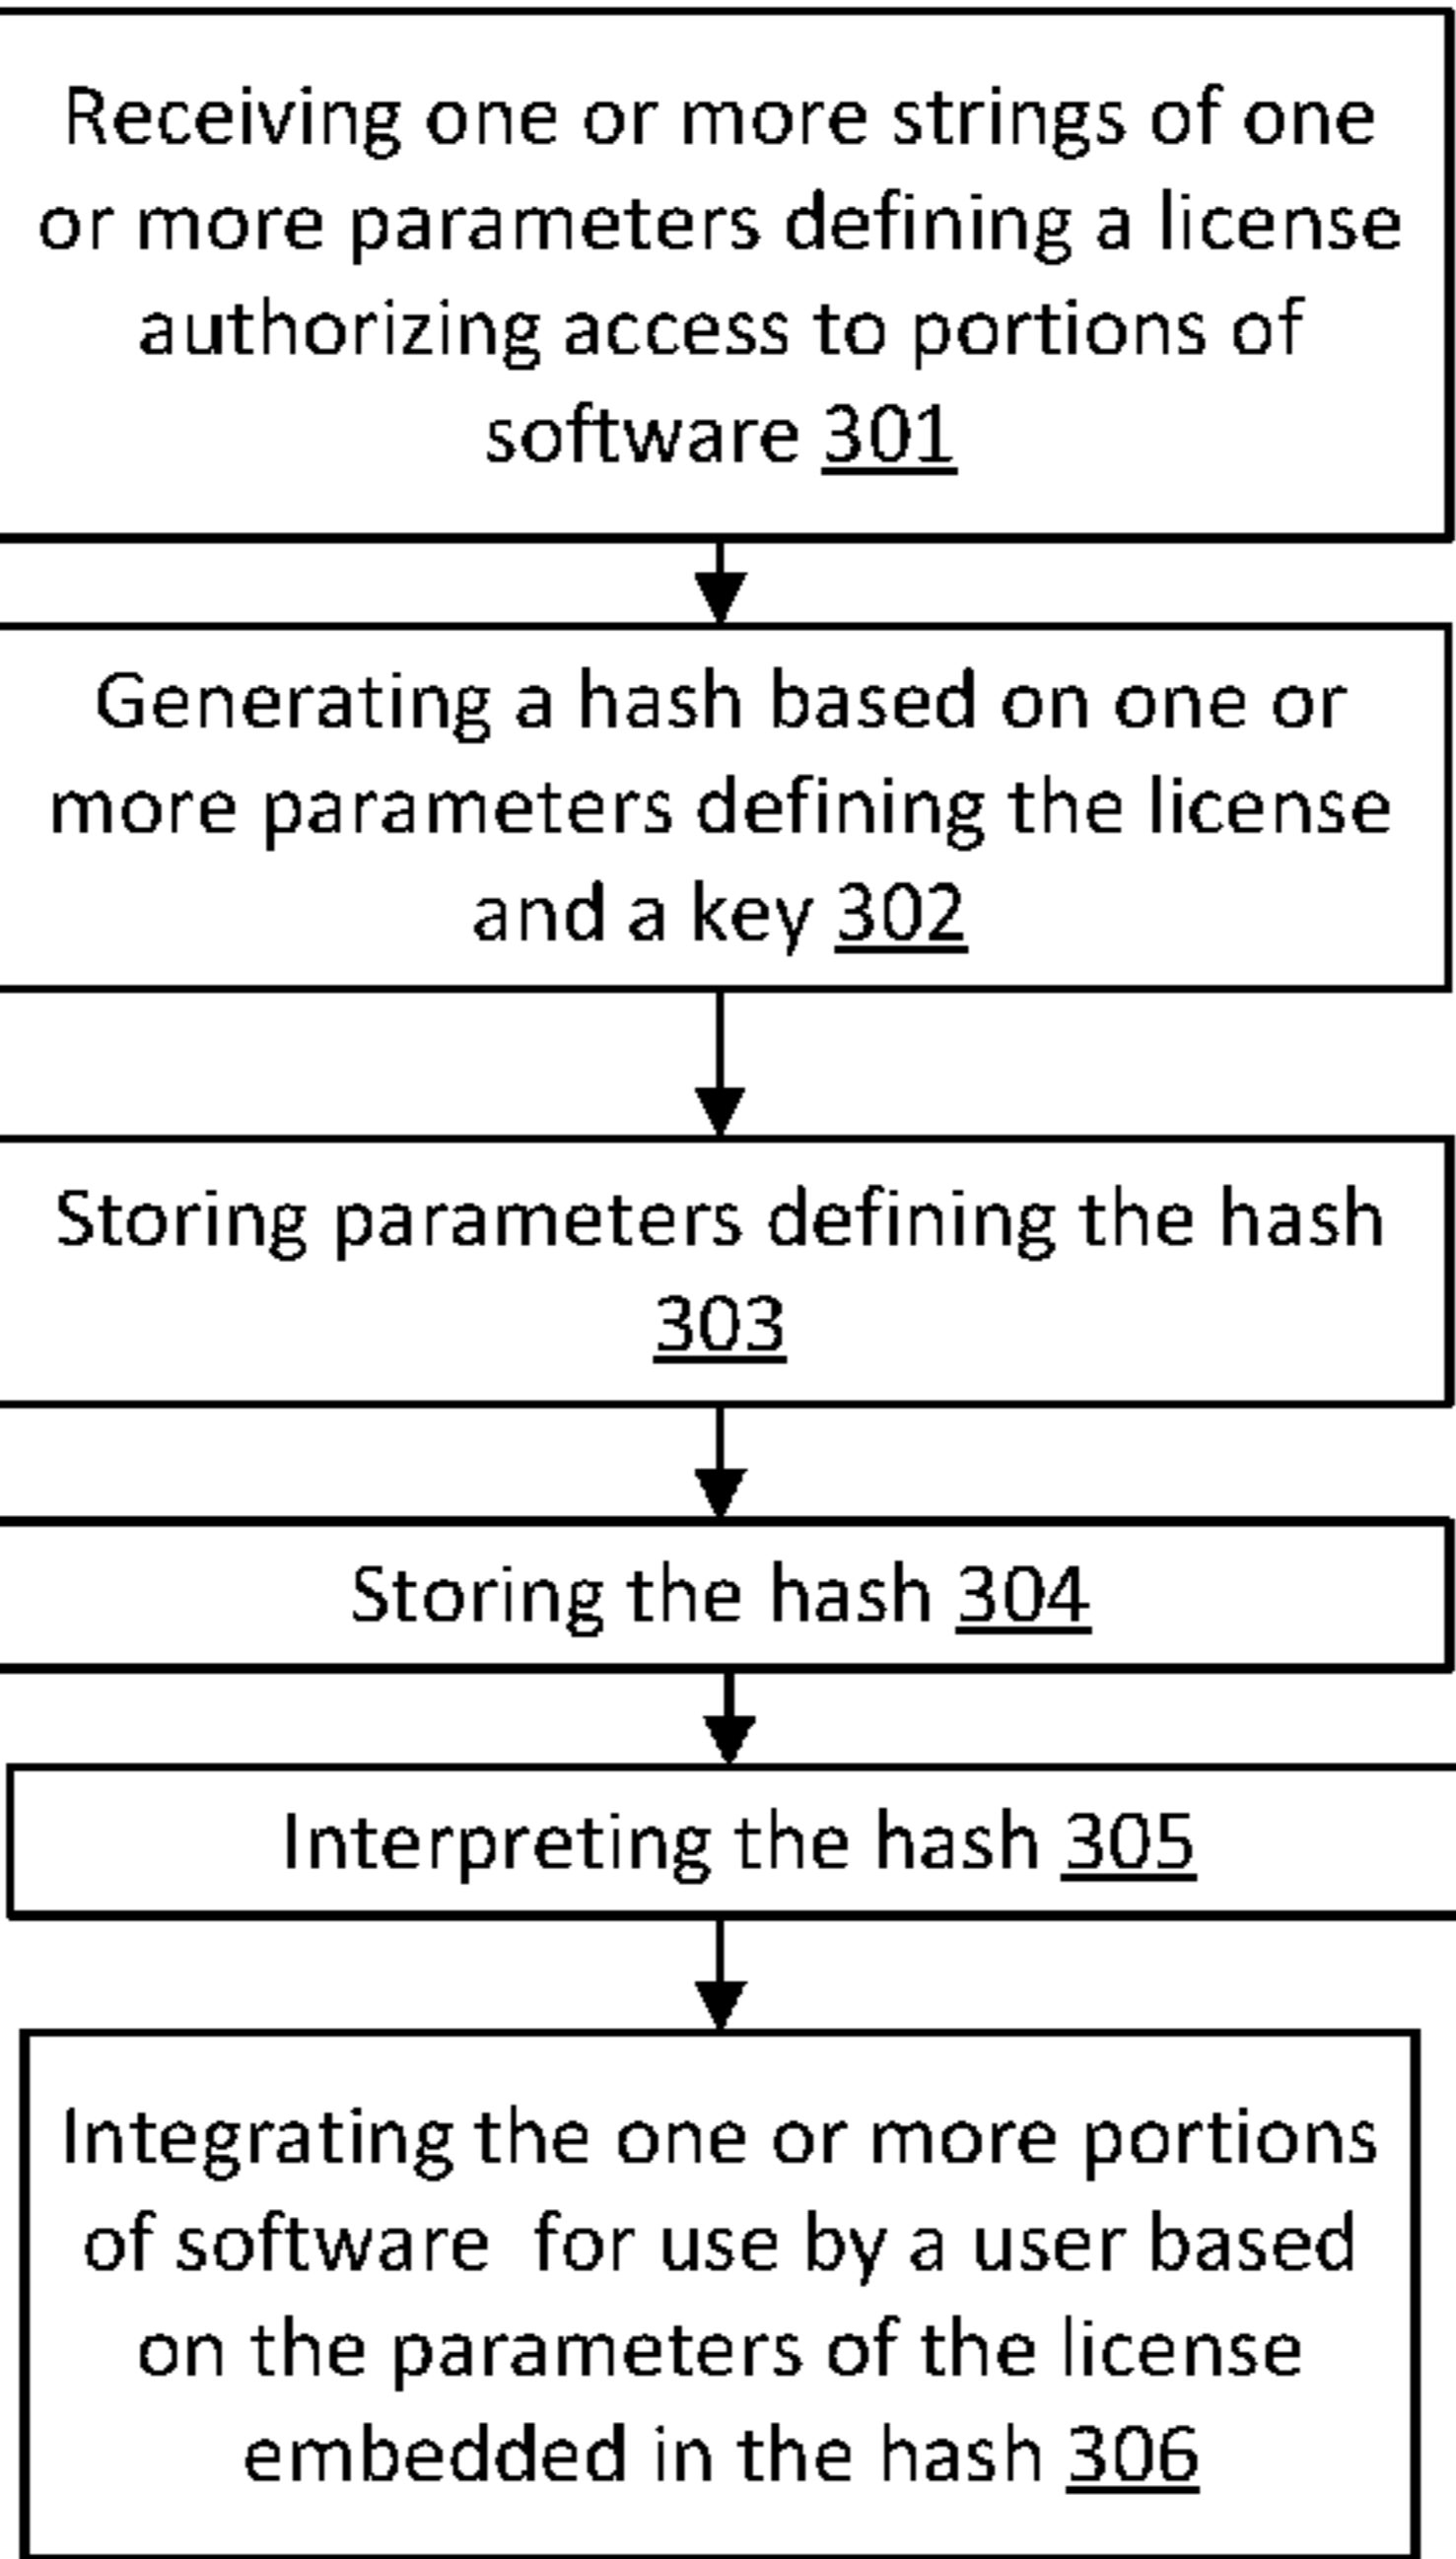 Receiving one or more strings of one
or more parameters defining a license
authorizing access to portions of
software 301
Generating a hash based on one or
more parameters defining the license
and a key 302
Storing parameters defining the hash
303
Storing the hash 304
Interpreting the hash 305
Integrating the one or more portions
of software for use by a user based
on the parameters of the license
embedded in the hash 306